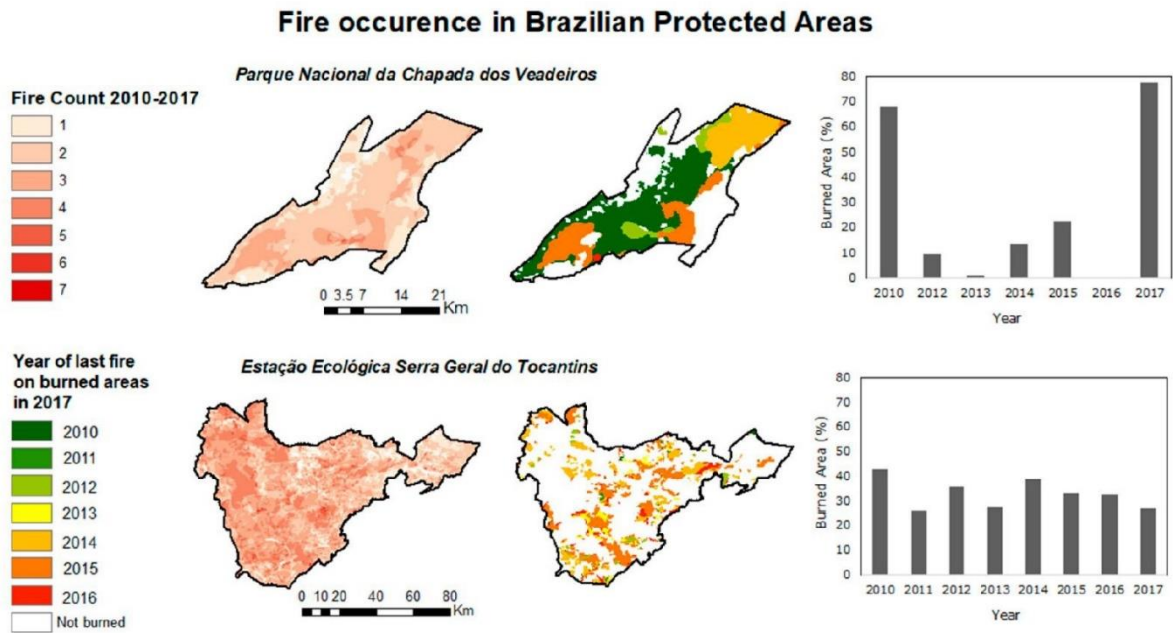 Fire occurence in Brazilian Protected Areas
Parque Nacional da Chapada dos Veadeiros
Fire Count 2010-2017
1
2
3
4
5
6
7
0 3.5 7 14 21
Km
80
70
60
50
40
30
20
10
0
Burned Area (%)
2010 2012 2013 2014 2015 2016 2017
Year
Estação Ecológica Serra Geral do Tocantins
Year of last fire
on burned areas
in 2017
2010
2011
2012
2013
2014
2015
2016
Not burned
0 10 20 40 60 80
Km
80
70
60
50
40
30
20
10
0
Burned Area (%)
2010 2011 2012 2013 2014 2015 2016 2017
Year